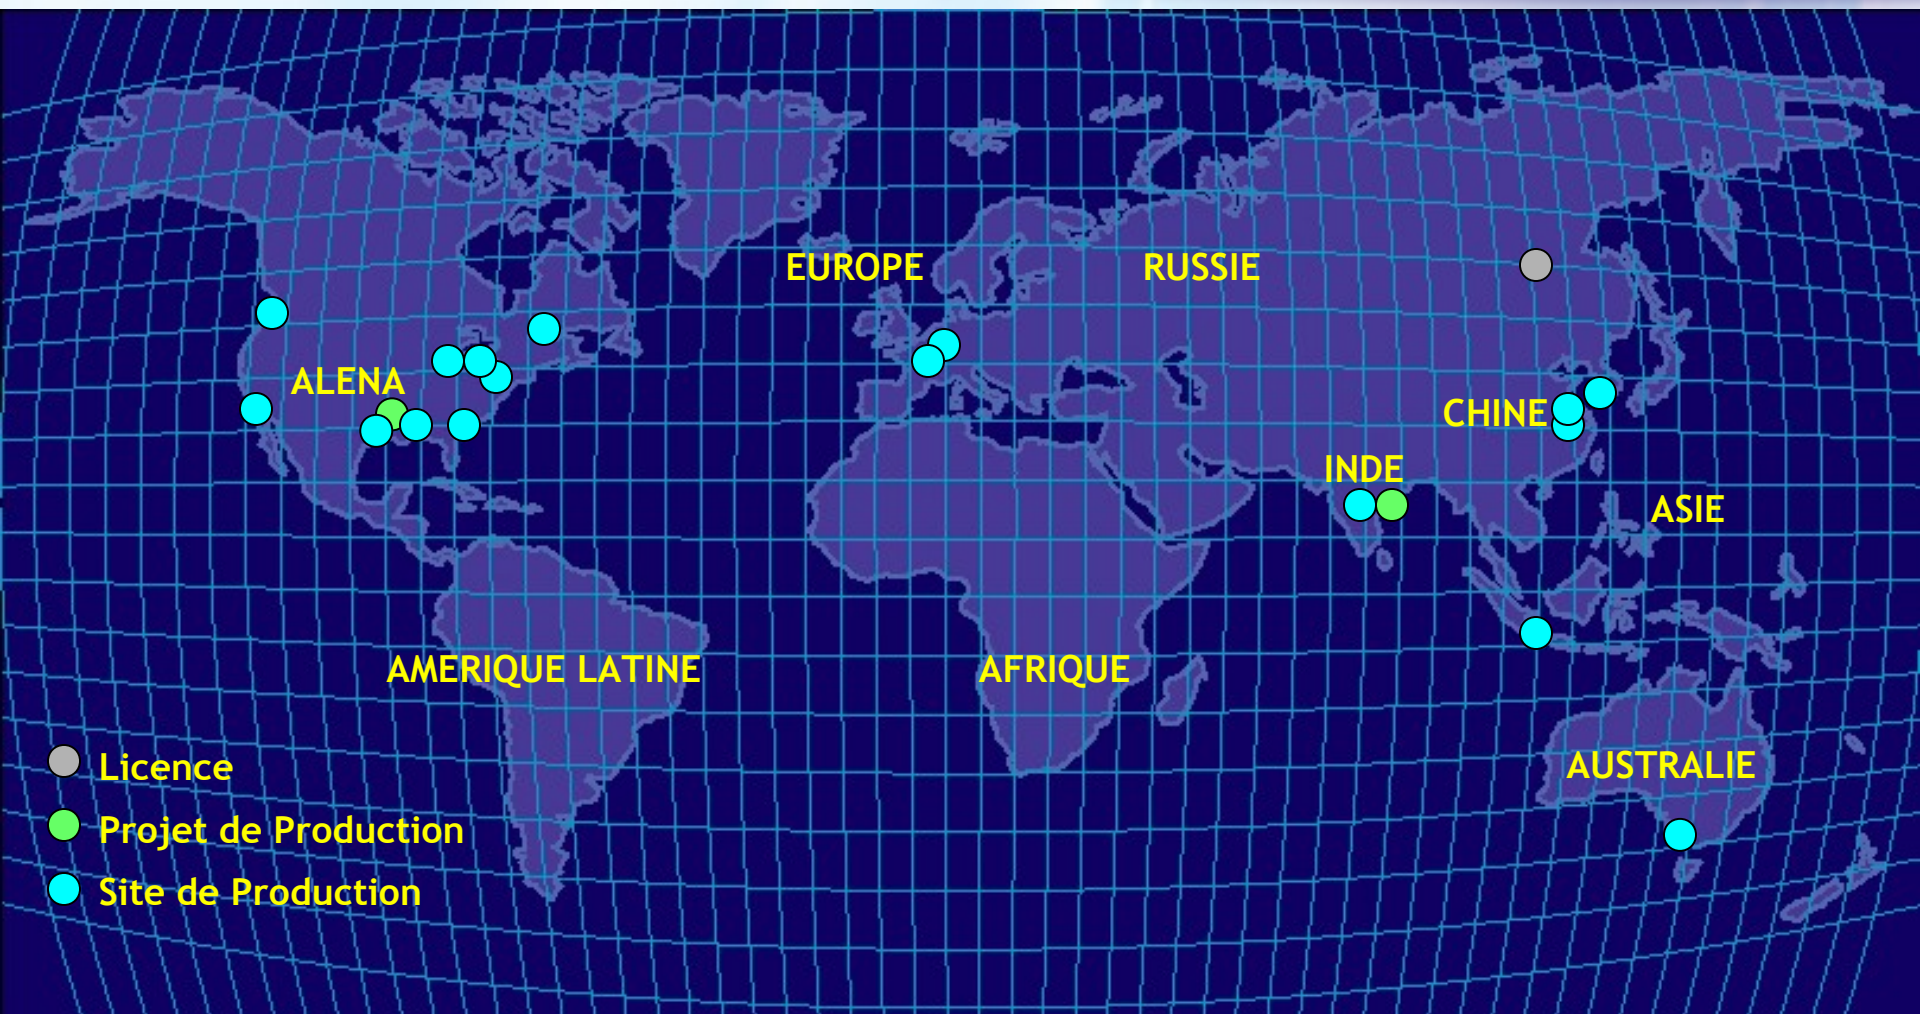 EUROPE
RUSSIE
ALENA
CHINE
INDE
ASIE
AMERIQUE LATINE
AFRIQUE
AUSTRALIE
Licence
Projet de Production
Site de Production